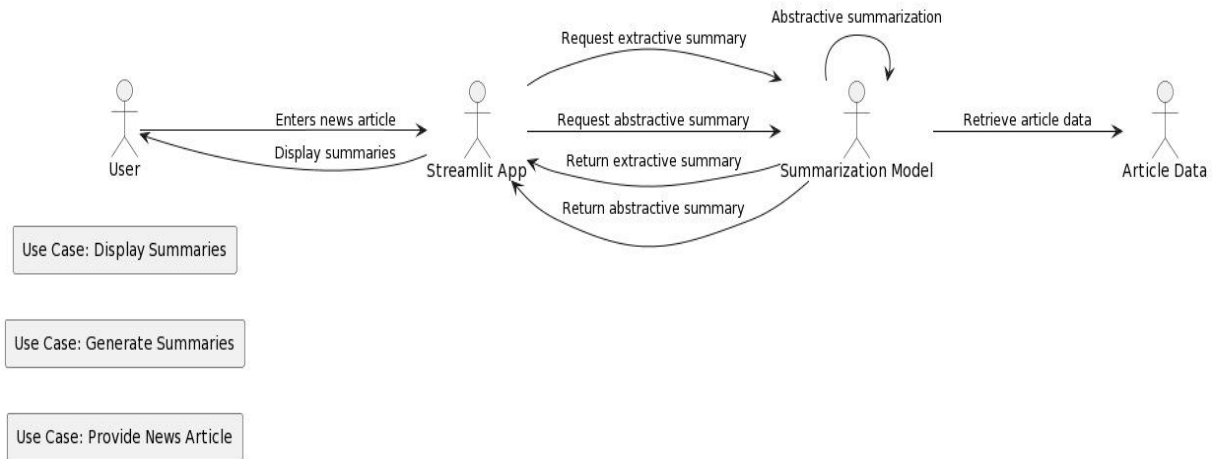 Abstractive summarization
Request extractive summary
Enters news article
Request abstractive summary
Retrieve article data
Display summaries
Return extractive summary
User
Streamlit App
Summarization Model
Article Data
Return abstractive summary
Use Case: Display Summaries
Use Case: Generate Summaries
Use Case: Provide News Article